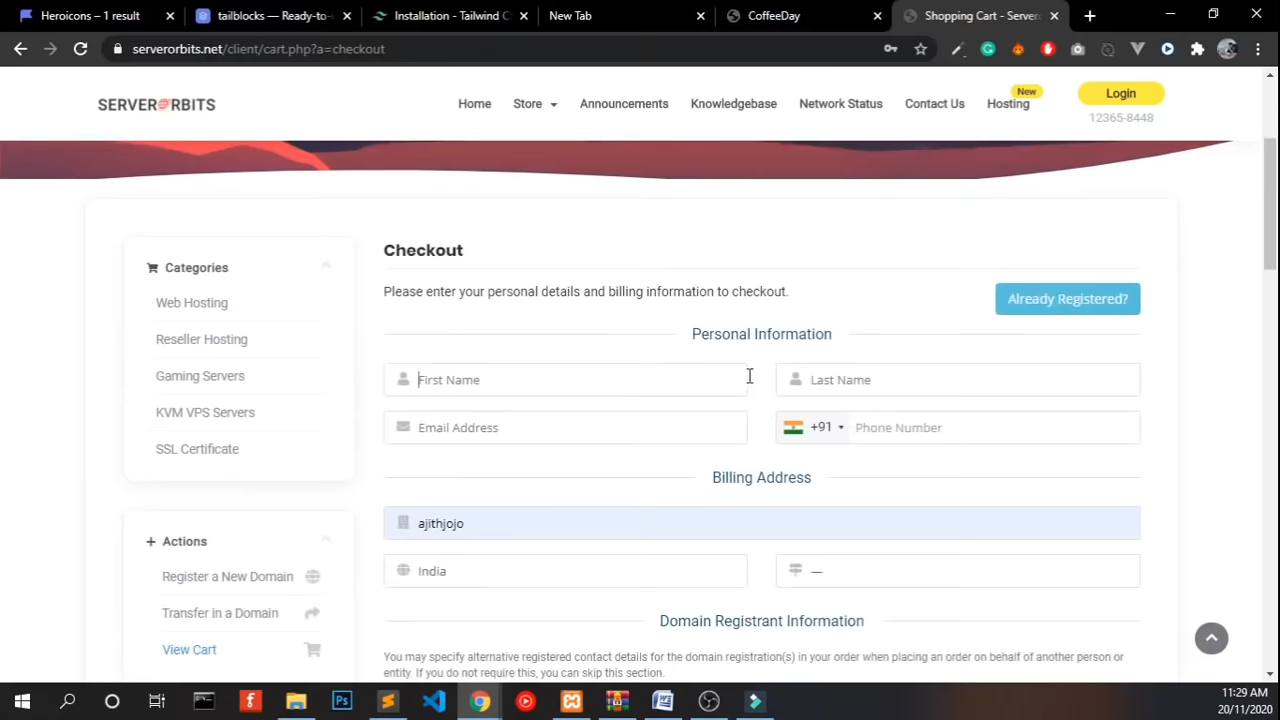 Heroicons – 1 result
tailblocks — Ready-to-
Installation - Tailwind C
New Tab
CoffeeDay
Shopping Cart - Server
serverorbits.net/client/cart.php?a=checkout
SERVERORBITS
Home
Store
Announcements
Knowledgebase
Network Status
Contact Us
Hosting
New
Login
12365-8448
Categories
Web Hosting
Reseller Hosting
Gaming Servers
KVM VPS Servers
SSL Certificate
Actions
Register a New Domain
Transfer in a Domain
View Cart
Checkout
Please enter your personal details and billing information to checkout.
Already Registered?
Personal Information
First Name
Last Name
Email Address
+91
Phone Number
Billing Address
ajithjojo
India
—
Domain Registrant Information
You may specify alternative registered contact details for the domain registration(s) in your order when placing an order on behalf of another person or
entity. If you do not require this, you can skip this section.
11:29 AM
20/11/2020